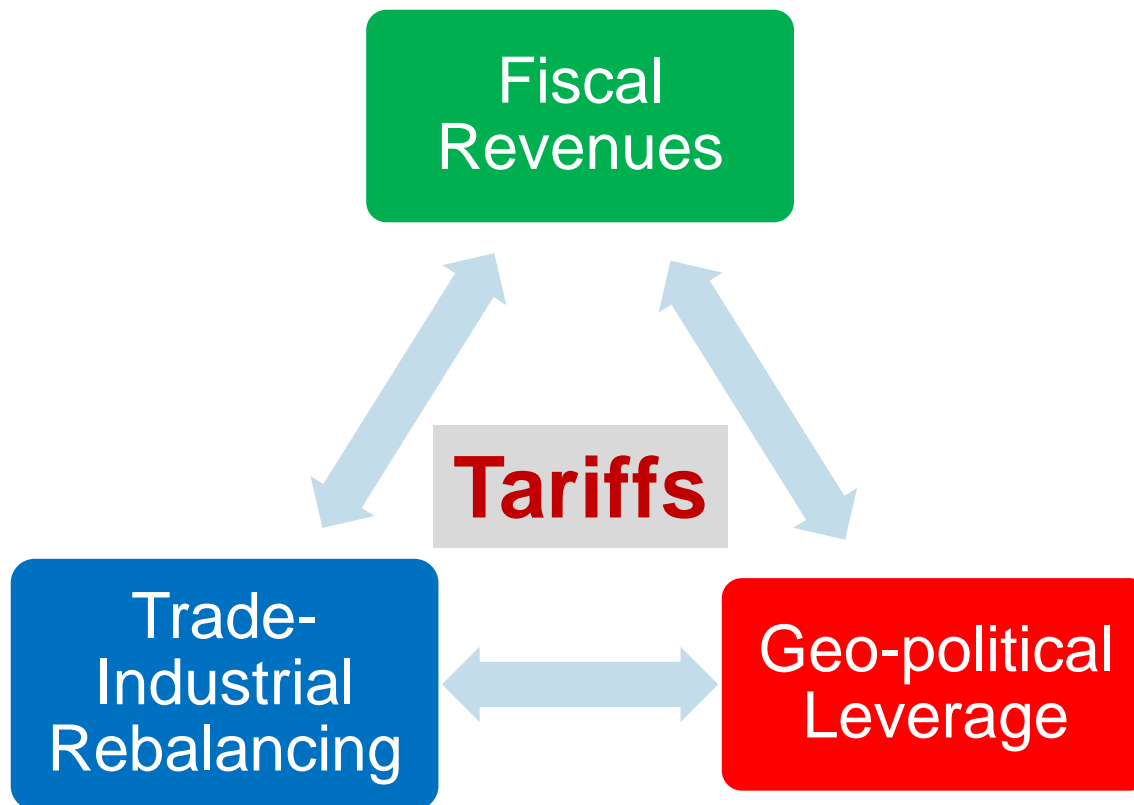 Fiscal
Revenues
Tariffs
Trade-
Industrial
Rebalancing
Geo-political
Leverage